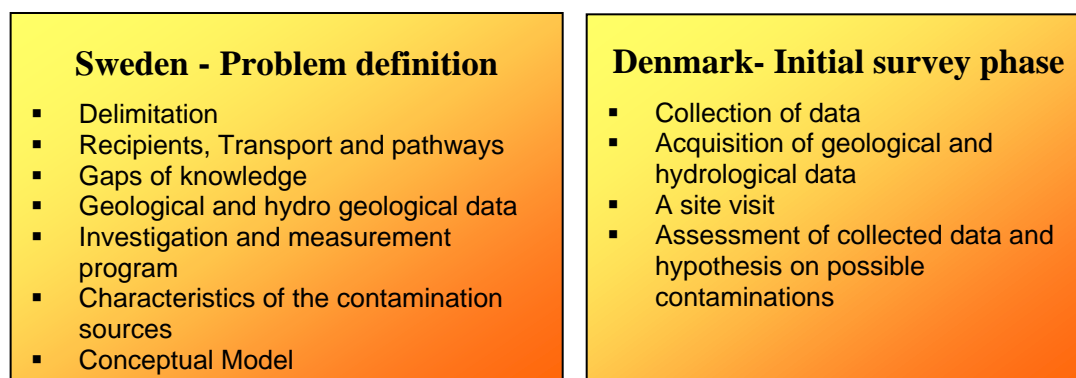 Sweden - Problem definition
▪ Delimitation
▪ Recipients, Transport and pathways
▪ Gaps of knowledge
▪ Geological and hydro geological data
▪ Investigation and measurement
program
▪ Characteristics of the contamination
sources
▪ Conceptual Model
Denmark- Initial survey phase
▪ Collection of data
▪ Acquisition of geological and
hydrological data
▪ A site visit
▪ Assessment of collected data and
hypothesis on possible
contaminations